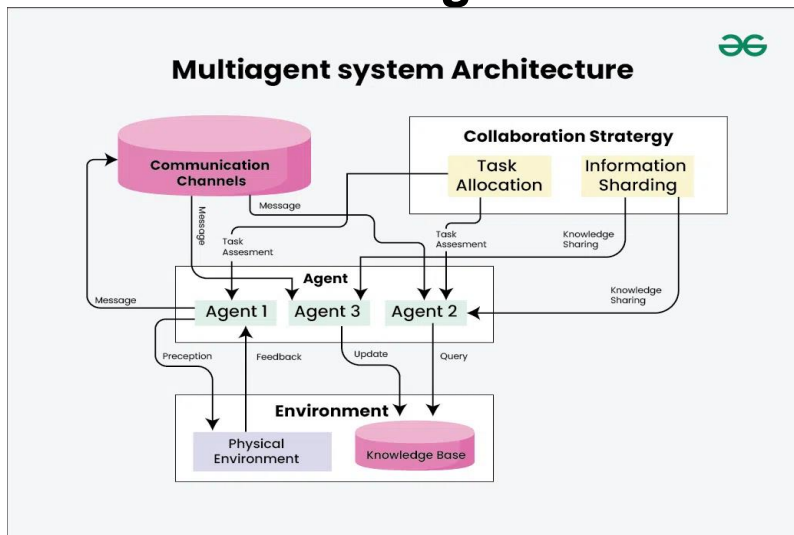 Multiagent system Architecture
Communication
Channels
Collaboration Stratergy
Task
Allocation
Information
Sharding
Message
Message
Task
Assesment
Task
Assesment
Knowledge
Sharing
Knowledge
Sharing
Message
Agent
Agent 1
Agent 3
Agent 2
Preception
Feedback
Update
Query
Environment
Physical
Environment
Knowledge Base